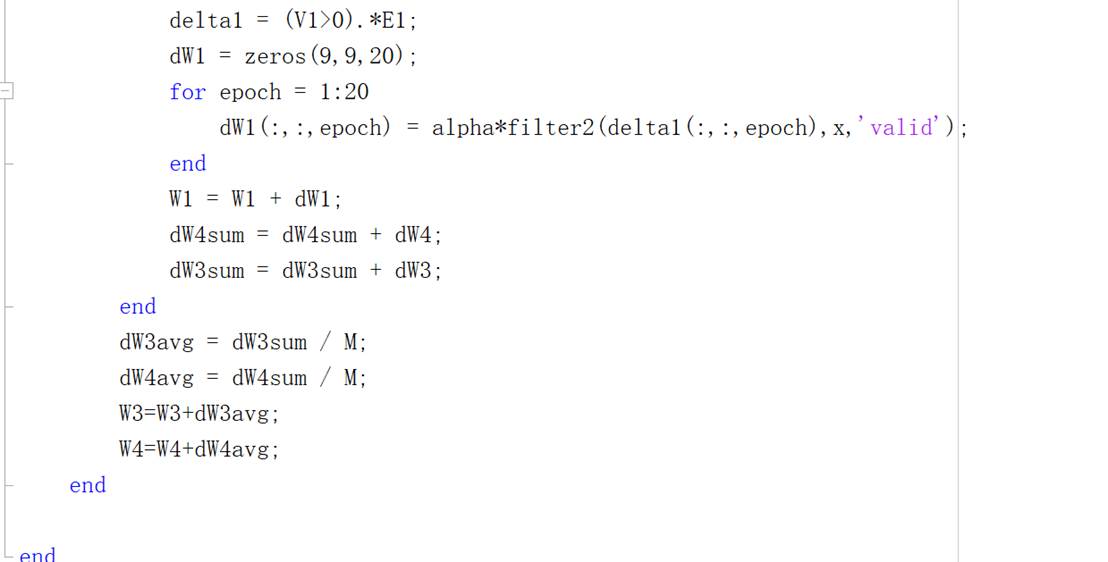 delta1 = (V1>0).*E1;
dW1 = zeros(9,9,20);
for epoch = 1:20
dW1(:,:,epoch) = alpha*filter2(delta1(:,:,epoch),x,'valid');
end
W1 = W1 + dW1;
dW4sum = dW4sum + dW4;
dW3sum = dW3sum + dW3;
end
dW3avg = dW3sum / M;
dW4avg = dW4sum / M;
W3=W3+dW3avg;
W4=W4+dW4avg;
end
end